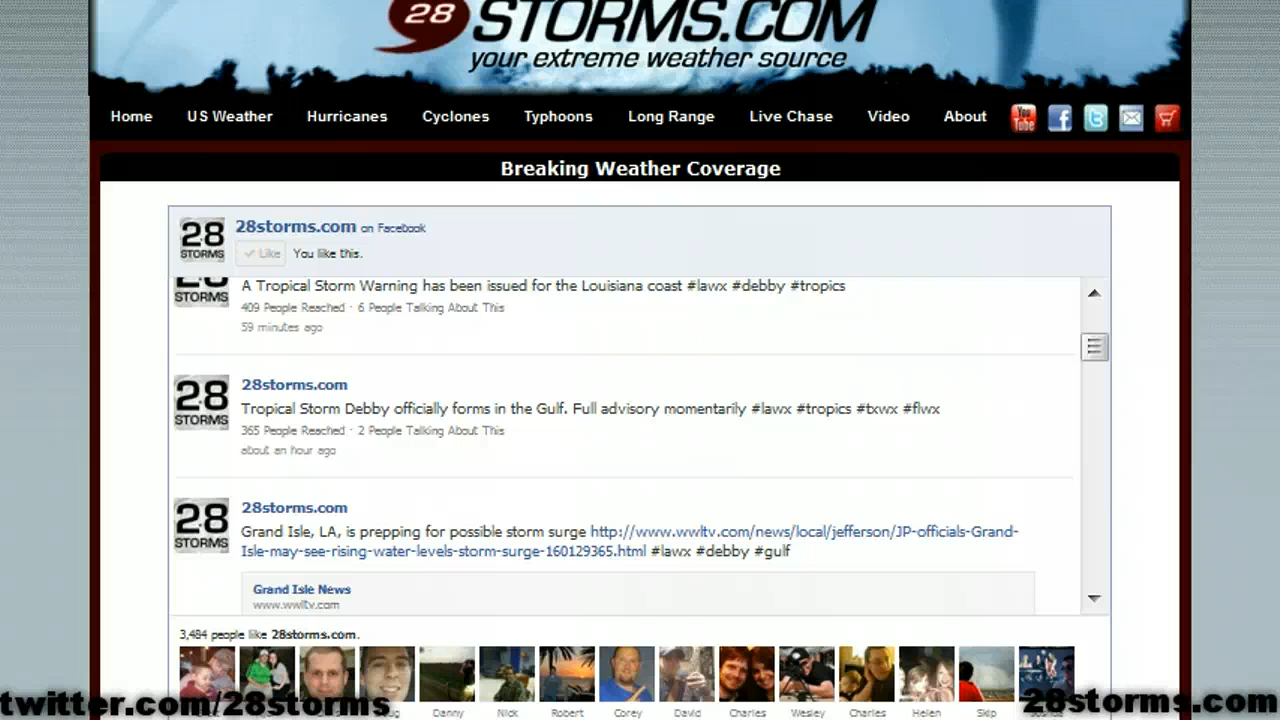 28 STORMS.COM
your extreme weather source
Home US Weather Hurricanes Cyclones Typhoons Long Range Live Chase Video About You Tube
Breaking Weather Coverage
28 STORMS
28storms.com on Facebook
Like You like this.
28 STORMS
A Tropical Storm Warning has been issued for the Louisiana coast #lawx #debby #tropics
409 People Reached · 6 People Talking About This
59 minutes ago
28 STORMS
28storms.com
Tropical Storm Debby officially forms in the Gulf. Full advisory momentarily #lawx #tropics #txwx #flwx
365 People Reached · 2 People Talking About This
about an hour ago
28 STORMS
28storms.com
Grand Isle, LA, is prepping for possible storm surge http://www.wwltv.com/news/local/jefferson/JP-officials-Grand-
Isle-may-see-rising-water-levels-storm-surge-160129365.html #lawx #debby #gulf
Grand Isle News
www.wwltv.com
3,484 people like 28storms.com.
twitter.com/28storms
28storms.com
Danny Nick Robert Corey David Charles Wesley Charles Helen Skip